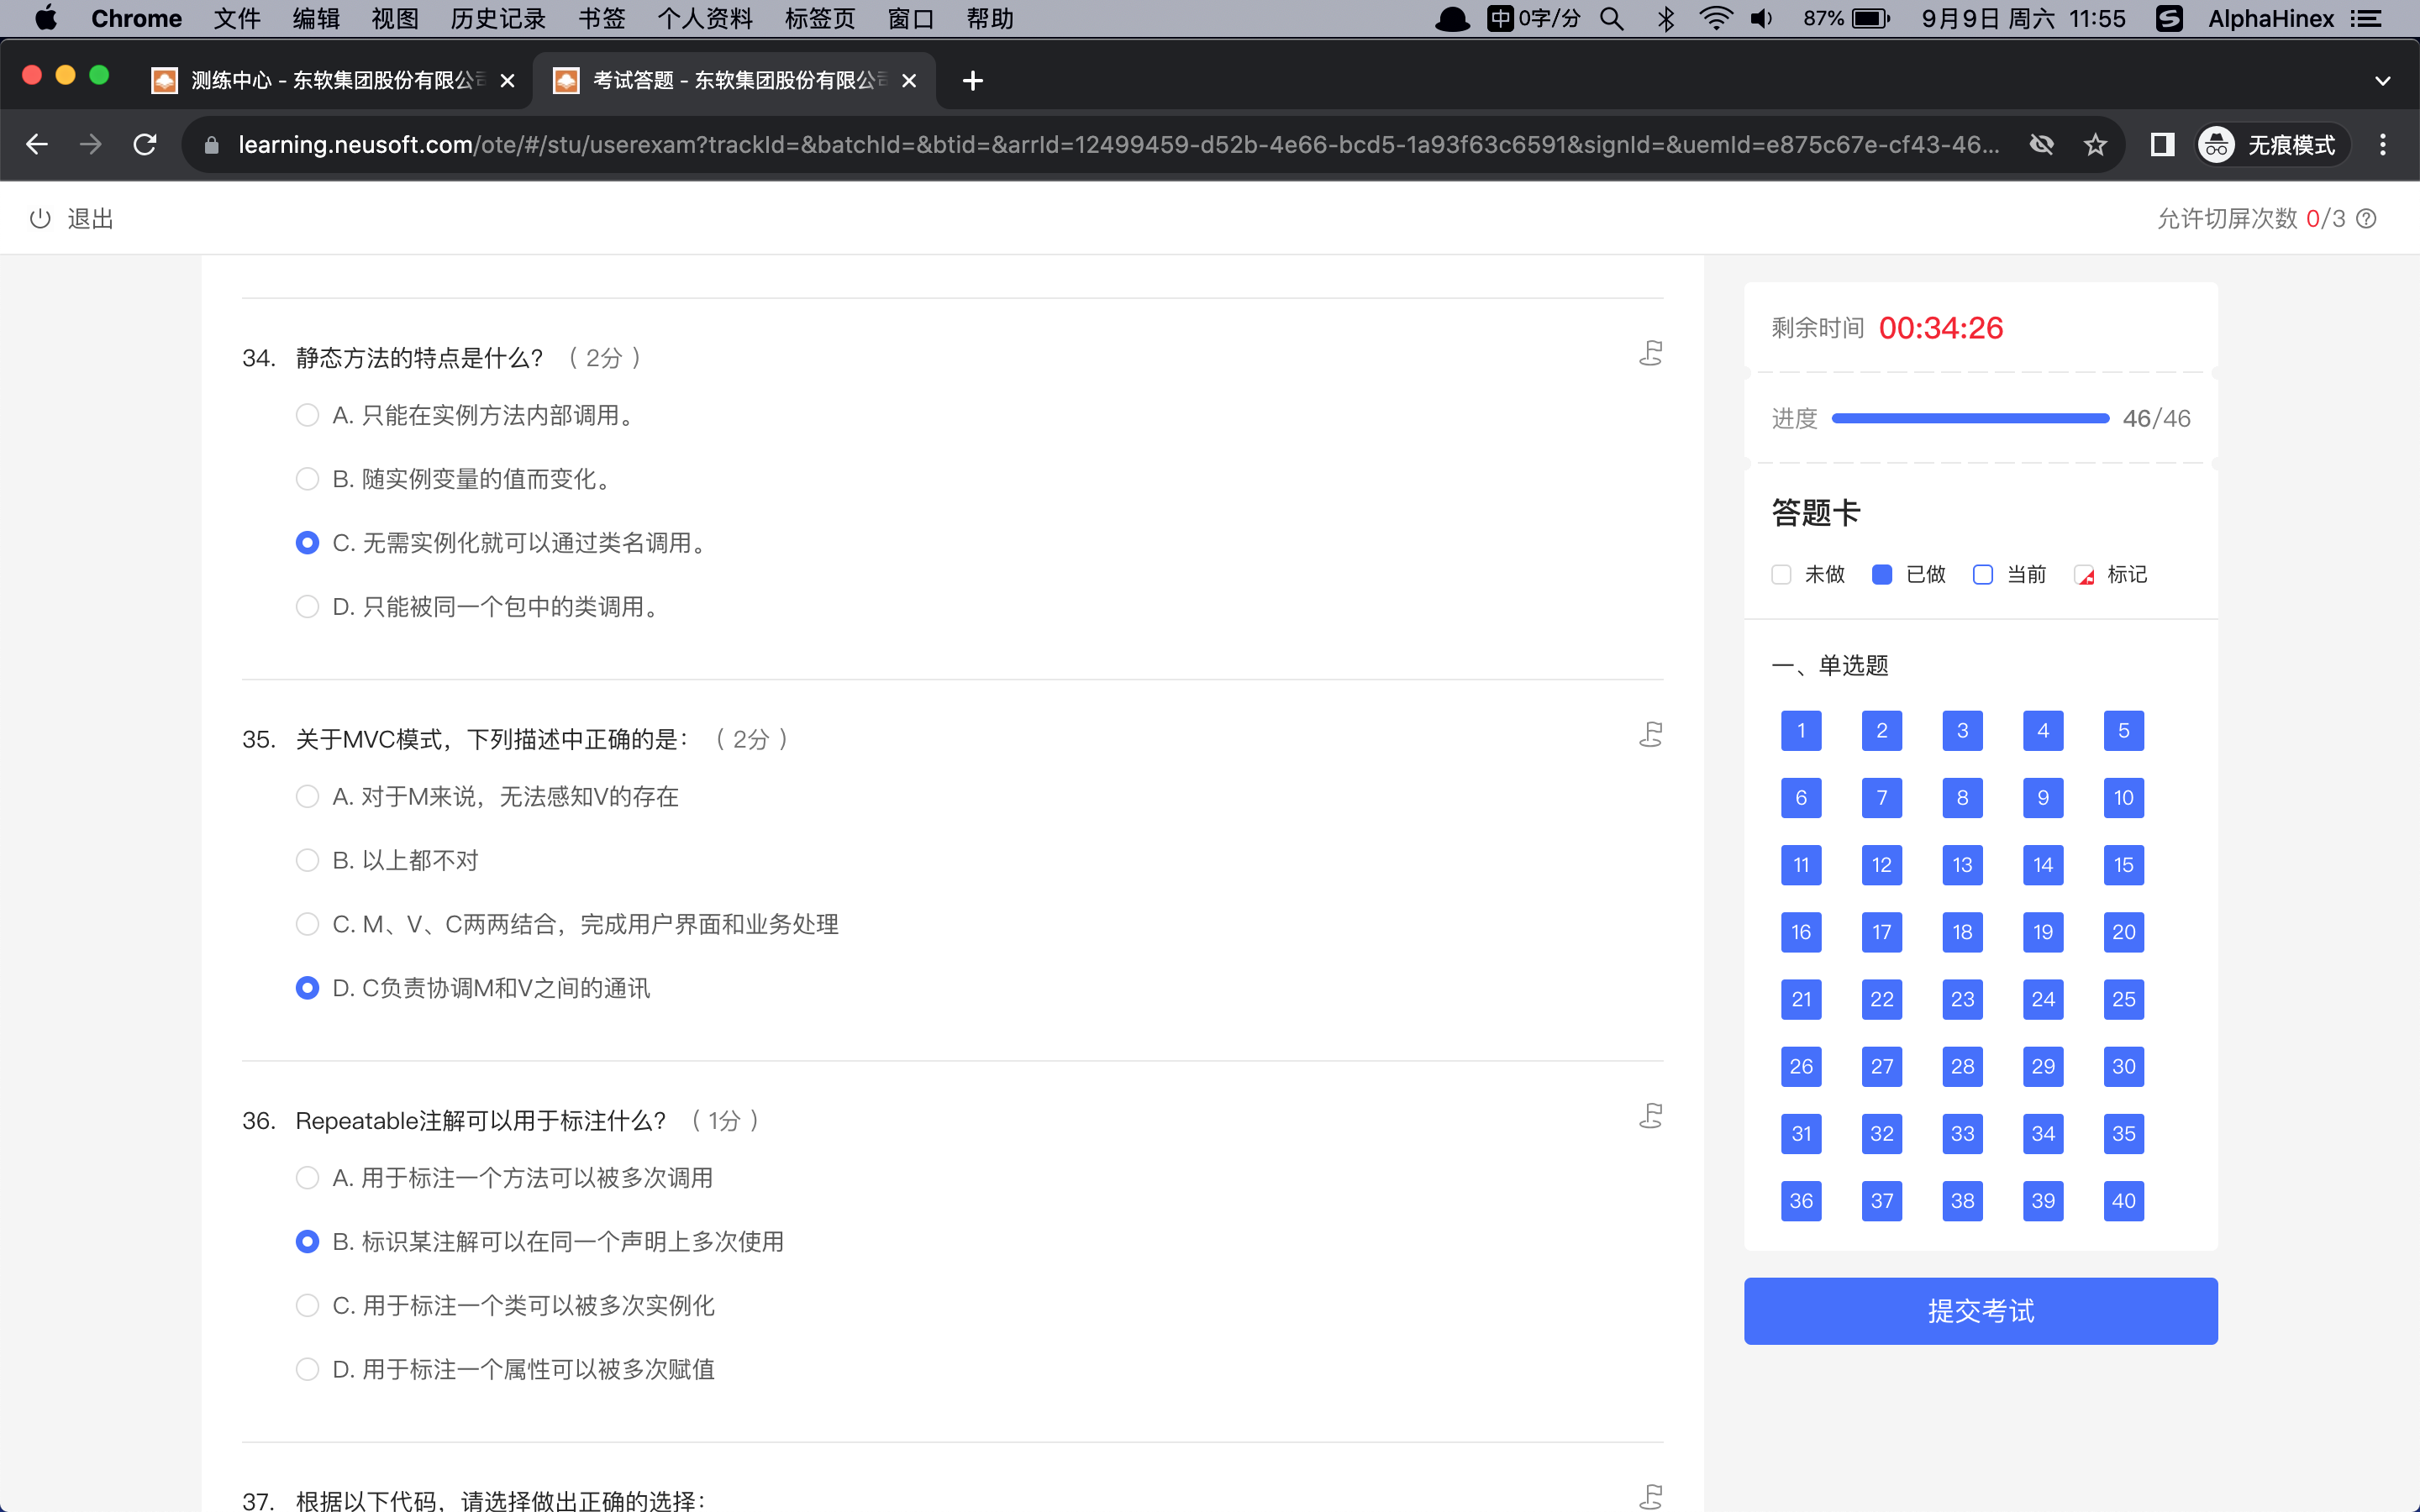 Chrome 文件 编辑 视图 历史记录 书签 个人资料 标签页 窗口 帮助 中 0字/分 87% 9月9日 周六 11:55 S AlphaHinex
测练中心 - 东软集团股份有限公司 考试答题 - 东软集团股份有限公司
learning.neusoft.com/ote/#/stu/userexam?trackId=&batchId=&btid=&arrId=12499459-d52b-4e66-bcd5-1a93f63c6591&signId=&uemId=e875c67e-cf43-46... 无痕模式
退出 允许切屏次数 0/3
34. 静态方法的特点是什么? ( 2分 )
A. 只能在实例方法内部调用。
B. 随实例变量的值而变化。
C. 无需实例化就可以通过类名调用。
D. 只能被同一个包中的类调用。
35. 关于MVC模式，下列描述中正确的是： ( 2分 )
A. 对于M来说，无法感知V的存在
B. 以上都不对
C. M、V、C两两结合，完成用户界面和业务处理
D. C负责协调M和V之间的通讯
36. Repeatable注解可以用于标注什么? ( 1分 )
A. 用于标注一个方法可以被多次调用
B. 标识某注解可以在同一个声明上多次使用
C. 用于标注一个类可以被多次实例化
D. 用于标注一个属性可以被多次赋值
37. 根据以下代码，请选择做出正确的选择：
剩余时间 00:34:26
进度 46/46
答题卡
未做 已做 当前 标记
一、单选题
1 2 3 4 5
6 7 8 9 10
11 12 13 14 15
16 17 18 19 20
21 22 23 24 25
26 27 28 29 30
31 32 33 34 35
36 37 38 39 40
提交考试